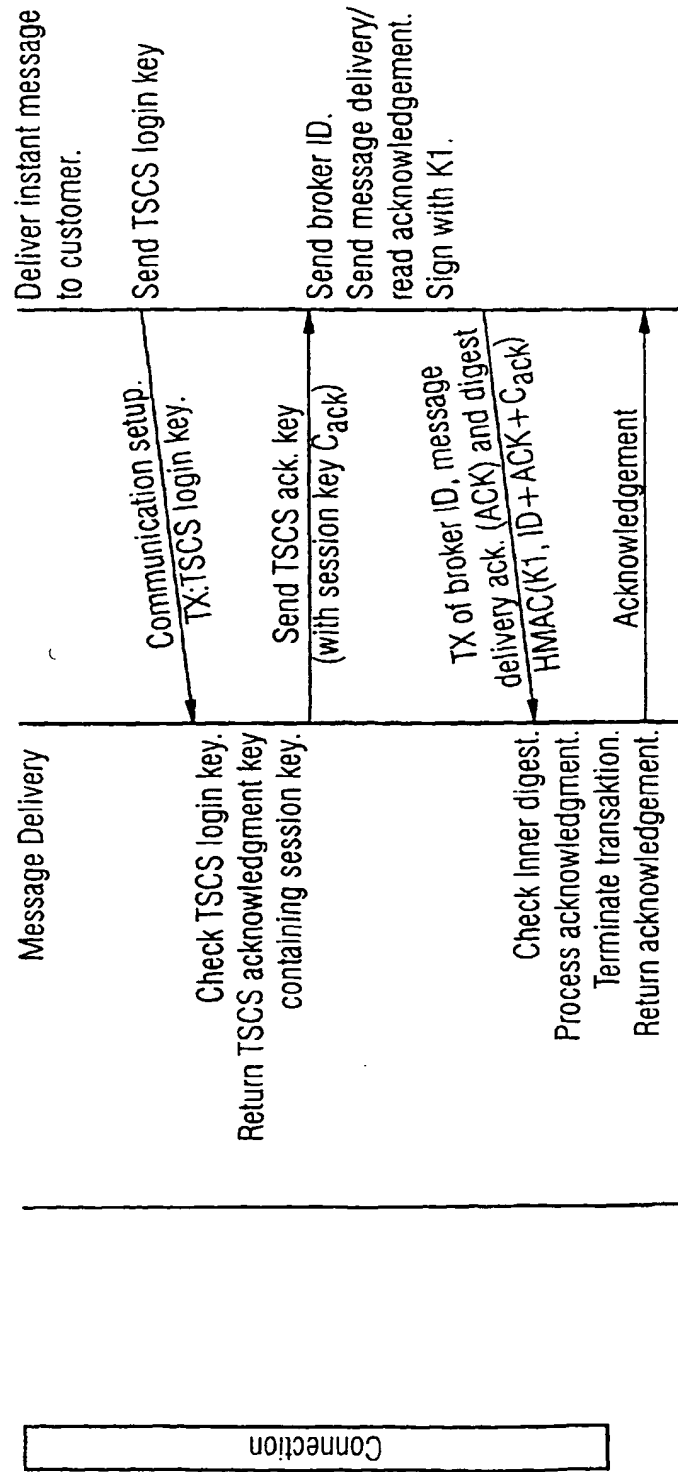 Deliver instant message
to customer.
Send TSCS login key
Send broker ID.
Send message delivery/
read acknowledgement.
Sign with K1.
Communication setup.
TX:TSCS login key.
Send TSCS ack. key
(with session key Cack)
TX of broker ID, message
delivery ack. (ACK) and digest
HMAC(K1, ID+ACK+Cack)
Acknowledgement
Message Delivery
Check TSCS login key.
Return TSCS acknowledgment key
containing session key.
Check Inner digest.
Process acknowledgment.
Terminate transaktion.
Return acknowledgement.
Connection